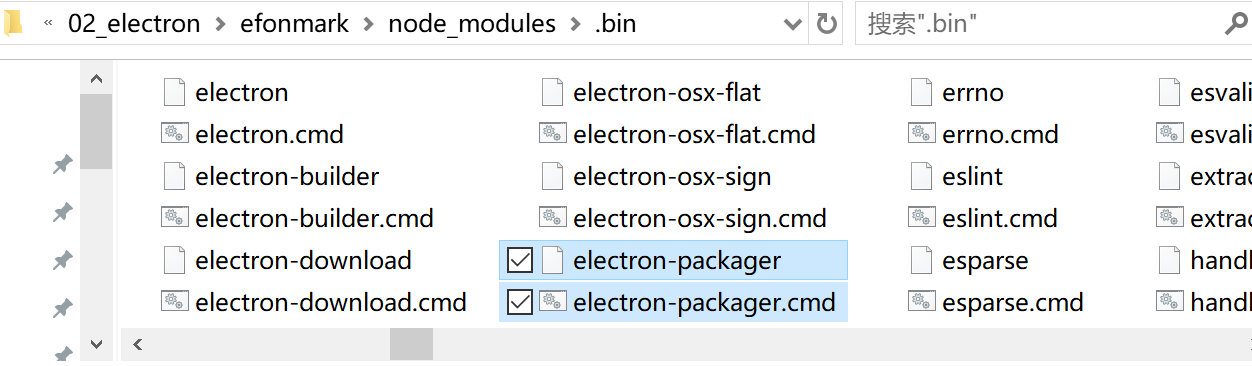 « 02_electron > efonmark > node_modules > .bin
搜索".bin"
electron
electron.cmd
electron-builder
electron-builder.cmd
electron-download
electron-download.cmd
electron-osx-flat
electron-osx-flat.cmd
electron-osx-sign
electron-osx-sign.cmd
electron-packager
electron-packager.cmd
errno
errno.cmd
eslint
eslint.cmd
esparse
esparse.cmd
esvali
esvali
extrac
extrac
handl
handl